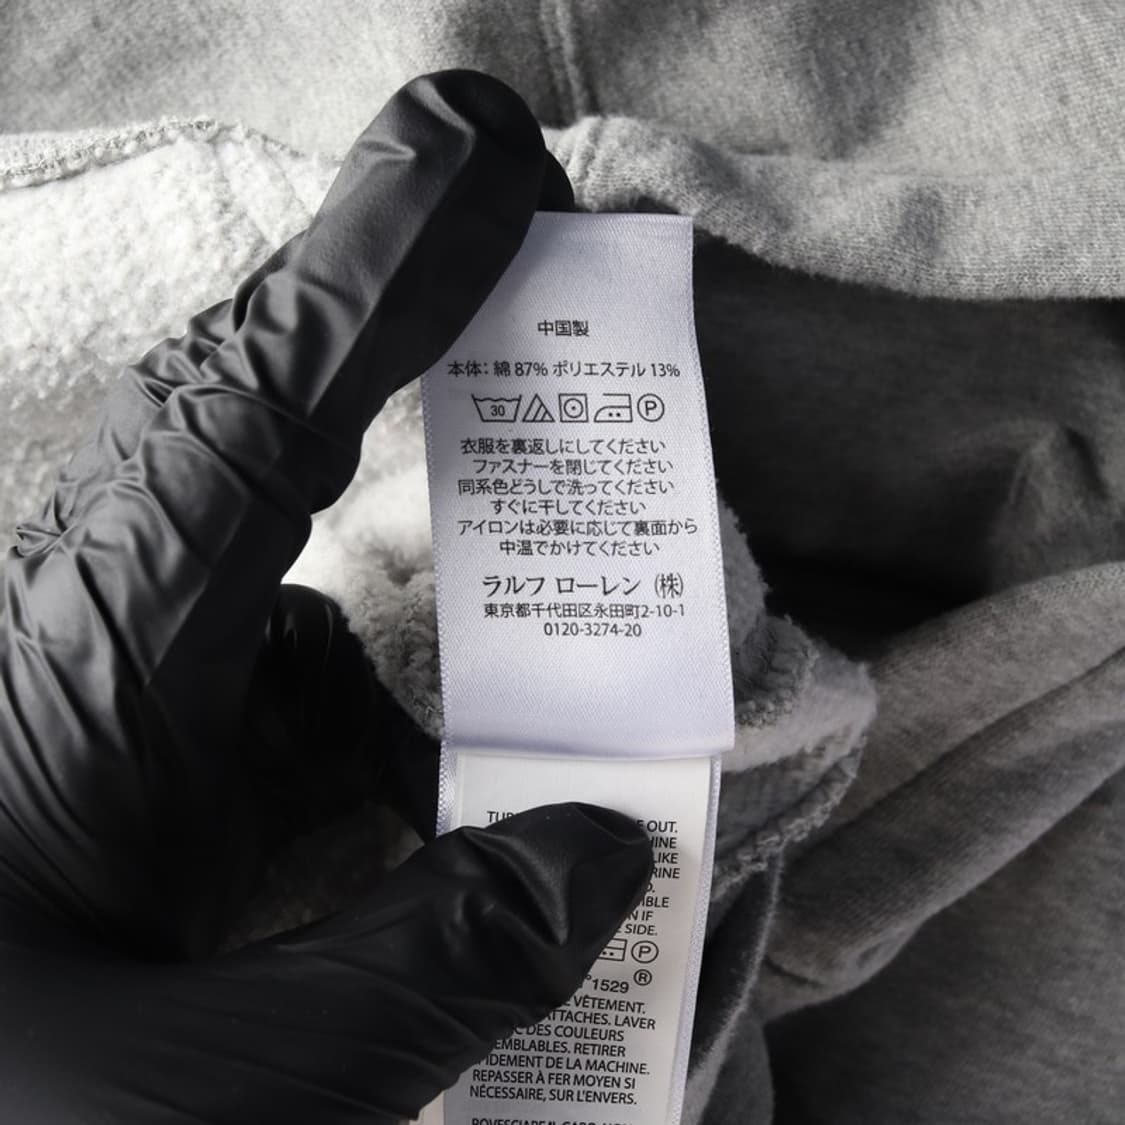 中国製
本体: 綿 87% ポリエステル 13%
30 P
衣服を裏返しにしてください
ファスナーを閉じてください
同系色どうしで洗ってください
すぐに干してください
アイロンは必要に応じて裏面から
中温でかけてください
ラルフ ローレン (株)
東京都千代田区永田町2-10-1
0120-3274-20
OUT.
LIKE
IF
SIDE.
P
°1529 ®
VÊTEMENT.
ATTACHES. LAVER
DES COULEURS
EMBLABLES. RETIRER
IDEMENT DE LA MACHINE.
REPASSER À FER MOYEN SI
NÉCESSAIRE, SUR L'ENVERS.